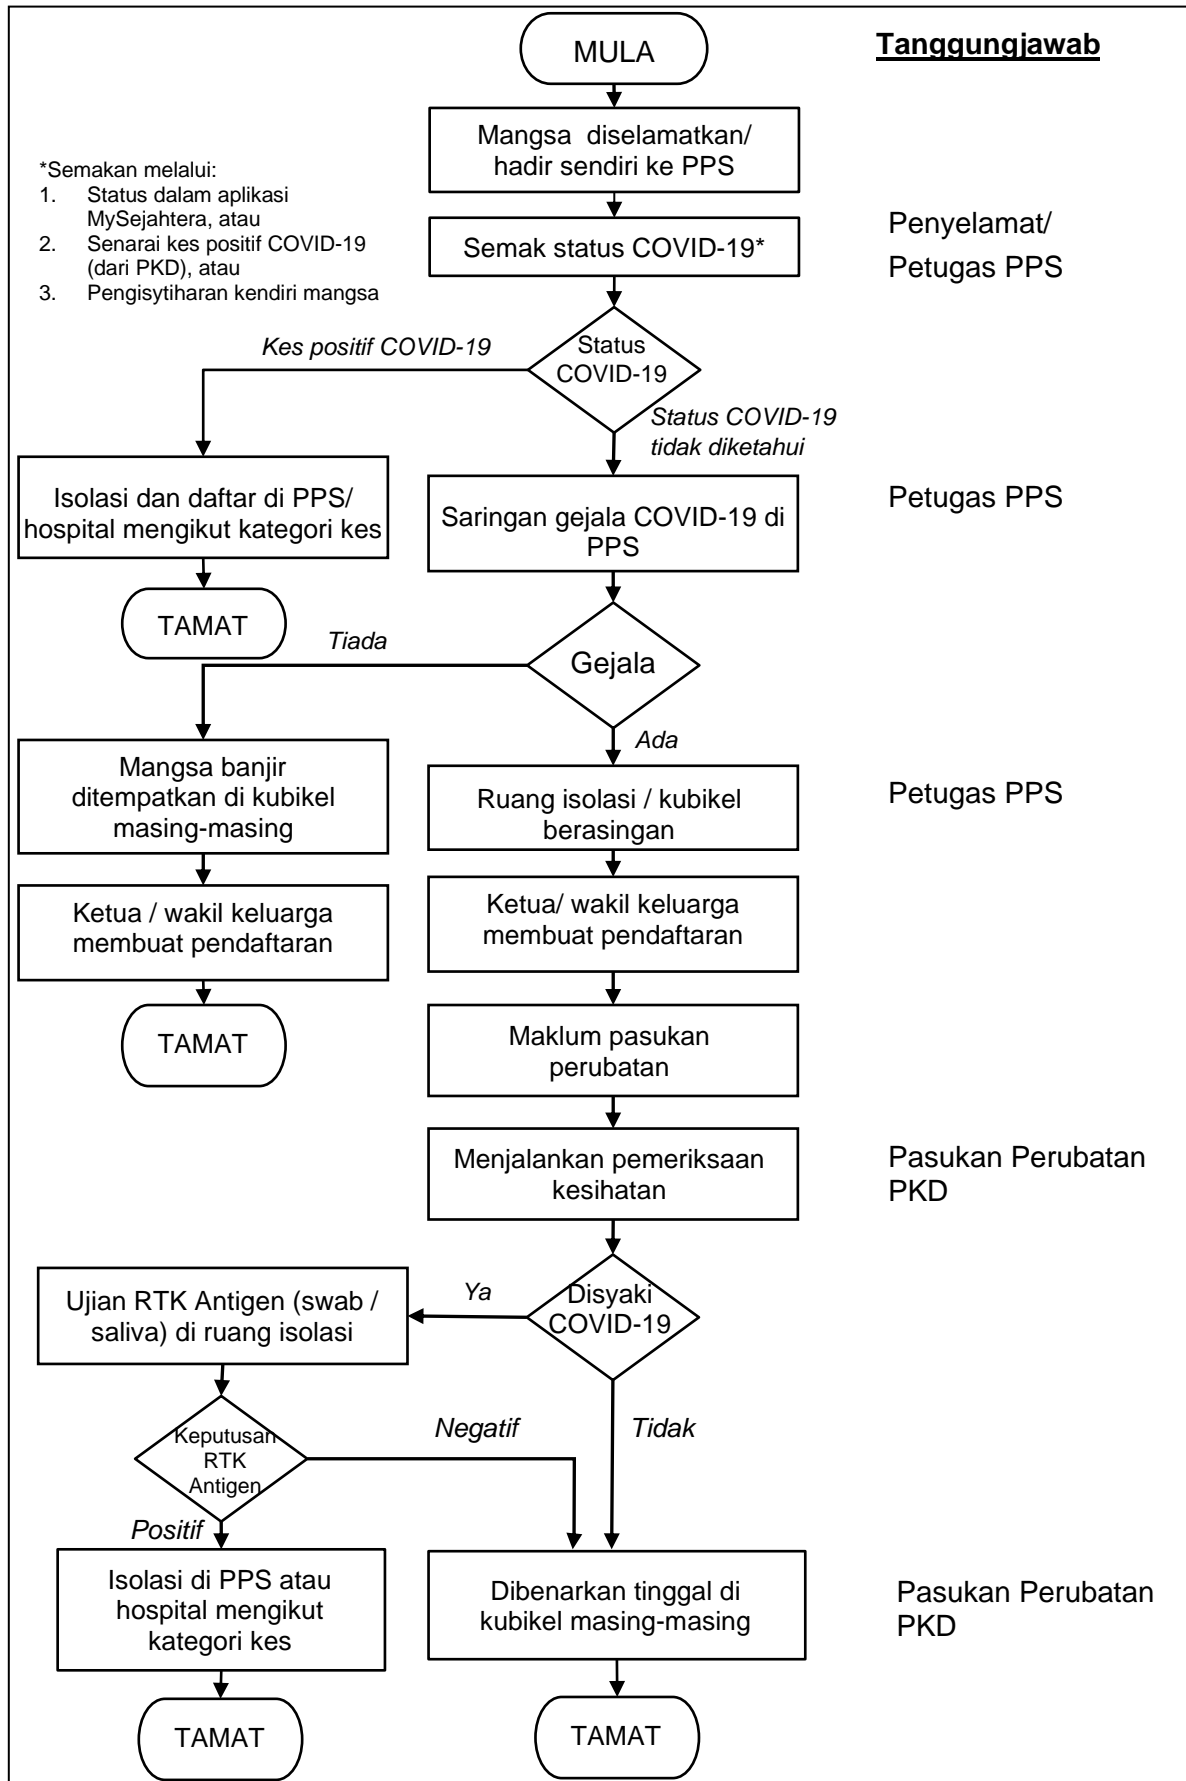 MULA
Tanggungjawab
Mangsa diselamatkan/
hadir sendiri ke PPS
*Semakan melalui:
1. Status dalam aplikasi
MySejahtera, atau
2. Senarai kes positif COVID-19
(dari PKD), atau
3. Pengisytiharan kendiri mangsa
Semak status COVID-19*
Penyelamat/
Petugas PPS
Kes positif COVID-19
Status
COVID-19
Status COVID-19
tidak diketahui
Isolasi dan daftar di PPS/
hospital mengikut kategori kes
Saringan gejala COVID-19 di
PPS
Petugas PPS
TAMAT
Tiada
Gejala
Ada
Mangsa banjir
ditempatkan di kubikel
masing-masing
Ruang isolasi / kubikel
berasingan
Petugas PPS
Ketua / wakil keluarga
membuat pendaftaran
Ketua/ wakil keluarga
membuat pendaftaran
TAMAT
Maklum pasukan
perubatan
Menjalankan pemeriksaan
kesihatan
Pasukan Perubatan
PKD
Ujian RTK Antigen (swab /
saliva) di ruang isolasi
Ya
Disyaki
COVID-19
Keputusan
RTK
Antigen
Negatif
Tidak
Positif
Isolasi di PPS atau
hospital mengikut
kategori kes
Dibenarkan tinggal di
kubikel masing-masing
Pasukan Perubatan
PKD
TAMAT
TAMAT